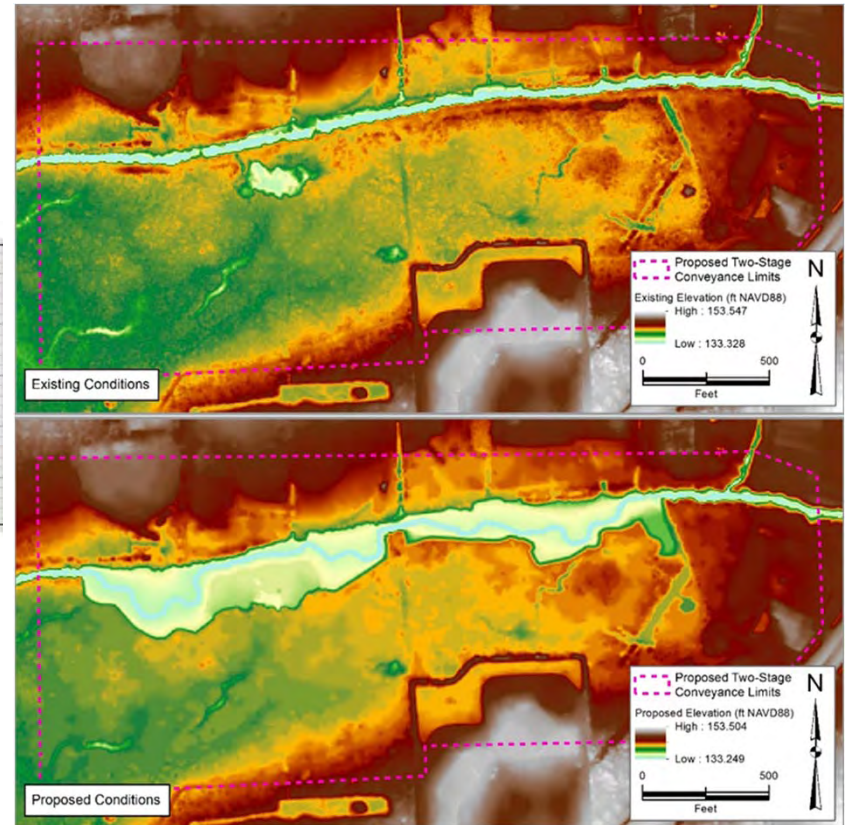 Proposed Two-Stage
Conveyance Limits
N
Existing Elevation (ft NAVD88)
High : 153.547
Low : 133.328
0 500
Feet
Existing Conditions
Proposed Two-Stage
Conveyance Limits
N
Proposed Elevation (ft NAVD88)
High : 153.504
Low : 133.249
0 500
Feet
Proposed Conditions